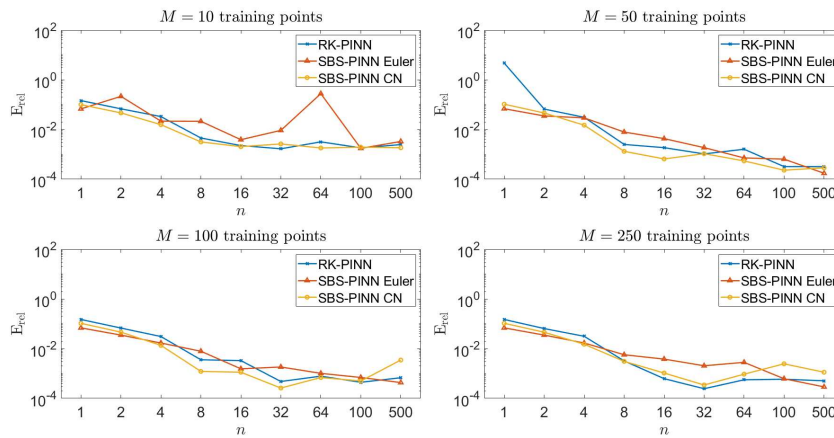 M = 10 training points
10^2
10^0
10^-2
10^-4
E_rel
RK-PINN
SBS-PINN Euler
SBS-PINN CN
1 2 4 8 16 32 64 100 500
n
M = 50 training points
10^2
10^0
10^-2
10^-4
E_rel
RK-PINN
SBS-PINN Euler
SBS-PINN CN
1 2 4 8 16 32 64 100 500
n
M = 100 training points
10^2
10^0
10^-2
10^-4
E_rel
RK-PINN
SBS-PINN Euler
SBS-PINN CN
1 2 4 8 16 32 64 100 500
n
M = 250 training points
10^2
10^0
10^-2
10^-4
E_rel
RK-PINN
SBS-PINN Euler
SBS-PINN CN
1 2 4 8 16 32 64 100 500
n